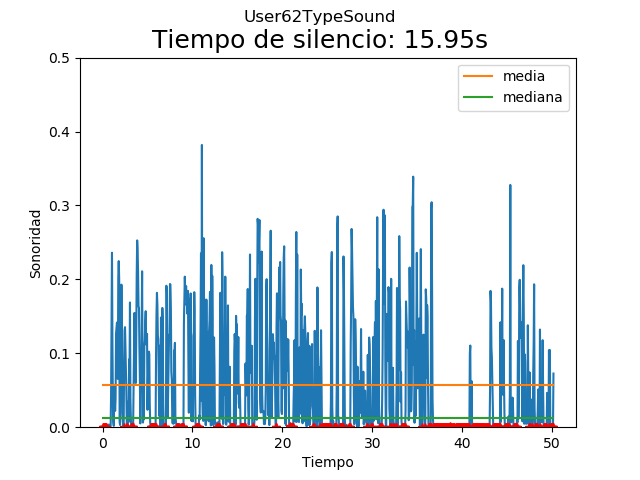 User62TypeSound
Tiempo de silencio: 15.95s
media
mediana
Sonoridad
0.5
0.4
0.3
0.2
0.1
0.0
0 10 20 30 40 50
Tiempo